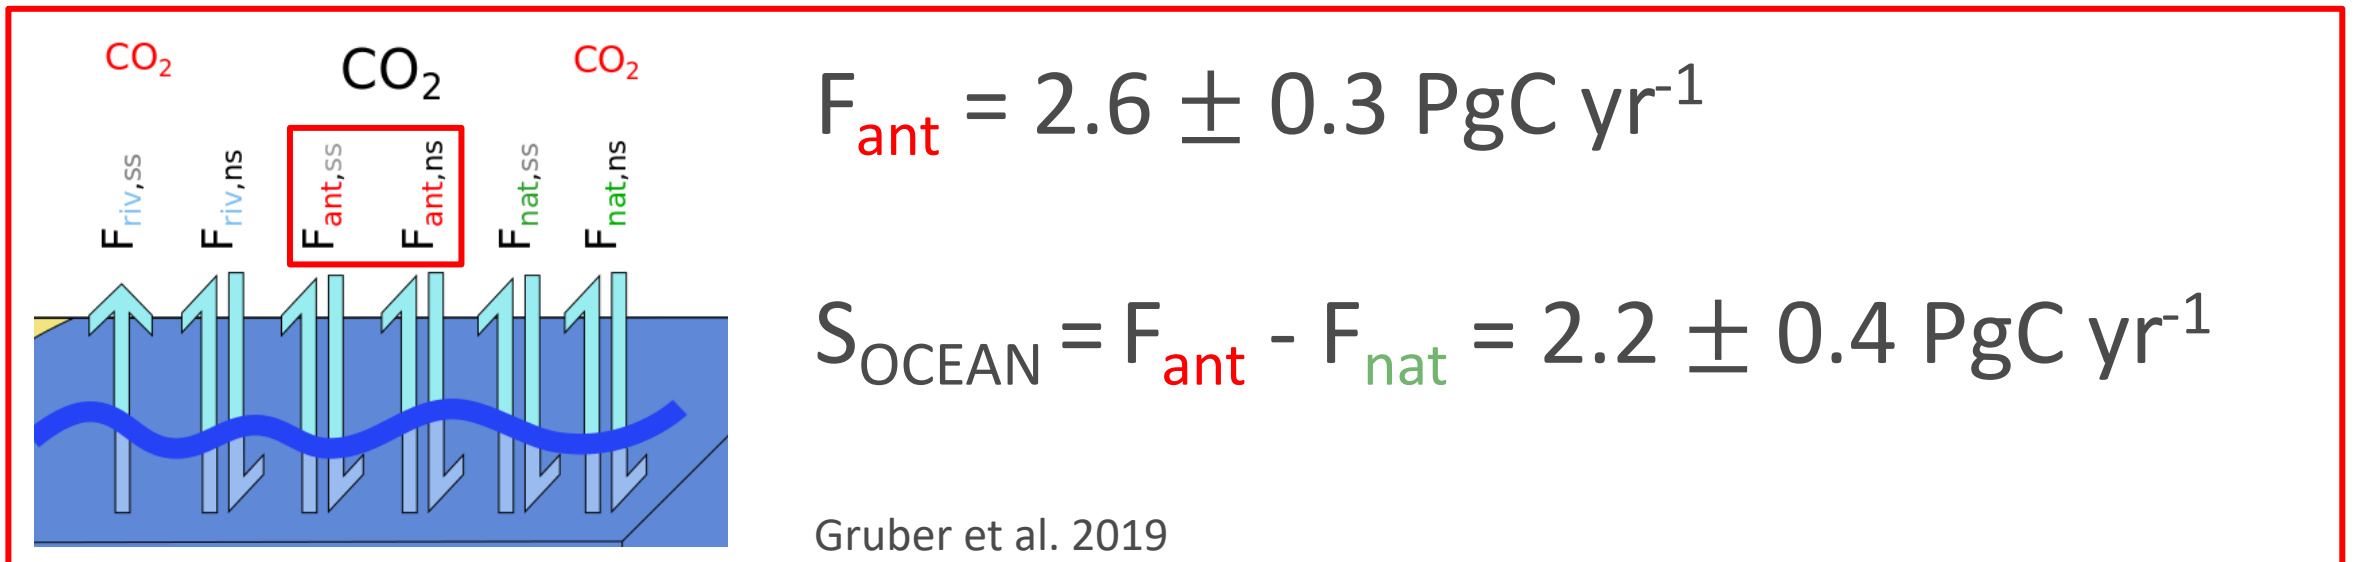 CO₂ CO₂ CO₂
F_riv,ss F_riv,ns F_ant,ss F_ant,ns F_nat,ss F_nat,ns
F_ant = 2.6 ± 0.3 PgC yr⁻¹
S_OCEAN = F_ant - F_nat = 2.2 ± 0.4 PgC yr⁻¹
Gruber et al. 2019